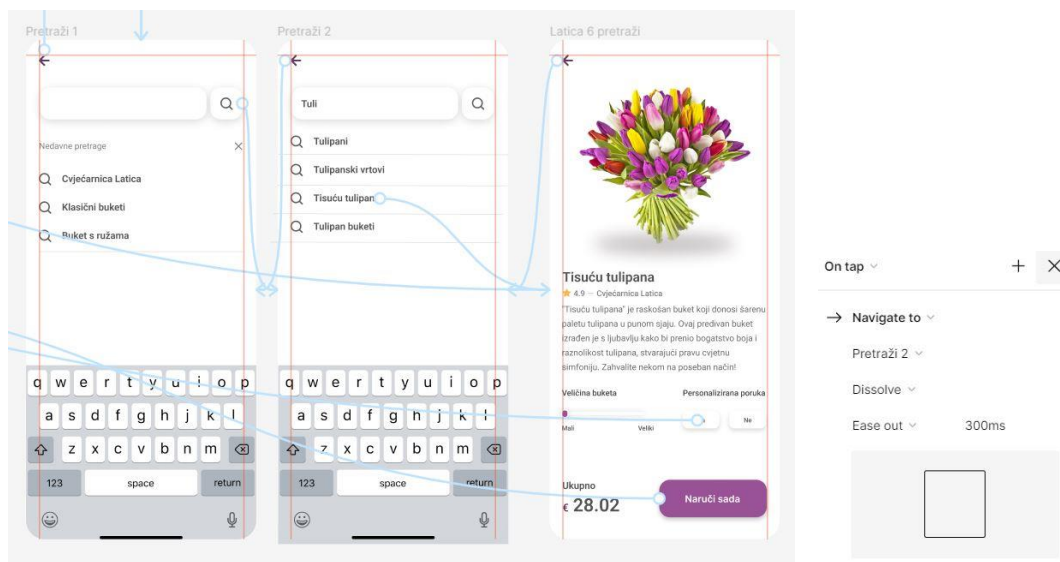 Pretraži 1
Nedavne pretrage
Cvjećarnica Latica
Klasični buketi
Buket s ružama
q w e r t y u i o p
a s d f g h j k l
z x c v b n m
123 space return
Pretraži 2
Tuli
Tulipani
Tulipanski vrtovi
Tisuću tulipan
Tulipan buketi
q w e r t y u i o p
a s d f g h j k l
z x c v b n m
123 space return
Latica 6 pretraži
Tisuću tulipana
4.9 — Cvjećarnica Latica
"Tisuću tulipana" je raskošan buket koji donosi šarenu
paletu tulipana u punom sjaju. Ovaj predivan buket
izrađen je s ljubavlju kako bi prenio bogatstvo boja i
raznolikost tulipana, stvarajući pravu cvjetnu
simfoniju. Zahvalite nekom na poseban način!
Veličina buketa Personalizirana poruka
Mali Veliki Ne
Ukupno
€ 28.02 Naruči sada
On tap
Navigate to
Pretraži 2
Dissolve
Ease out 300ms